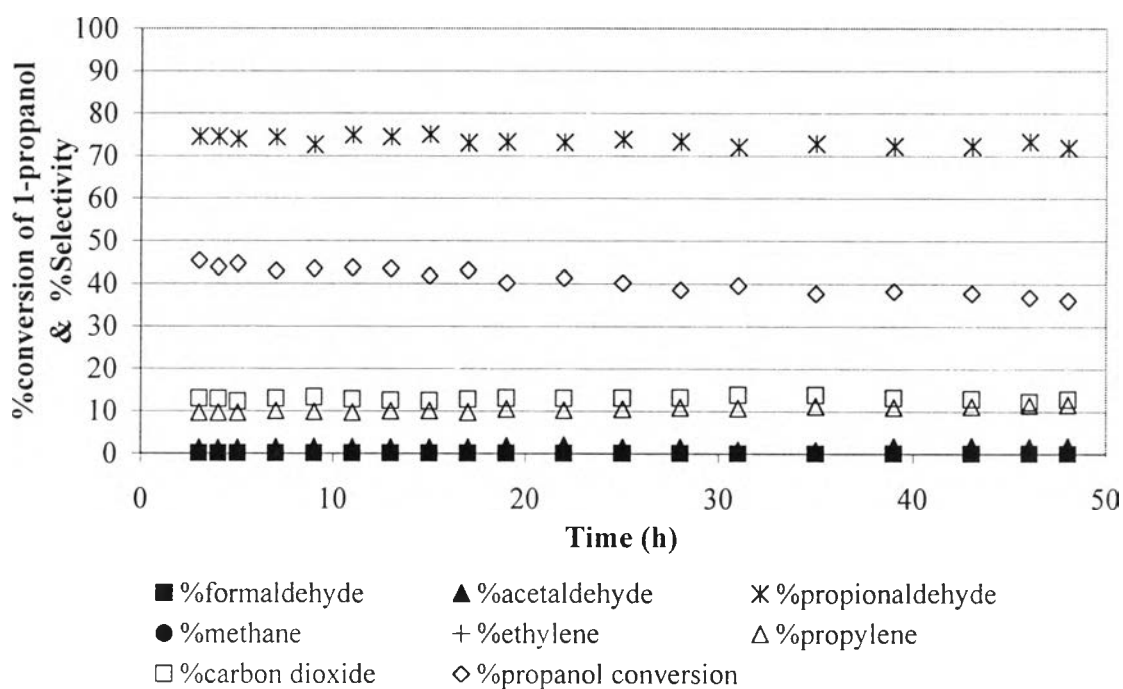 100
90
80
70
60
50
40
30
20
10
0
%conversion of 1-propanol
& %Selectivity
0 10 20 30 40 50
Time (h)
%formaldehyde %acetaldehyde %propionaldehyde
%methane %ethylene %propylene
%carbon dioxide %propanol conversion